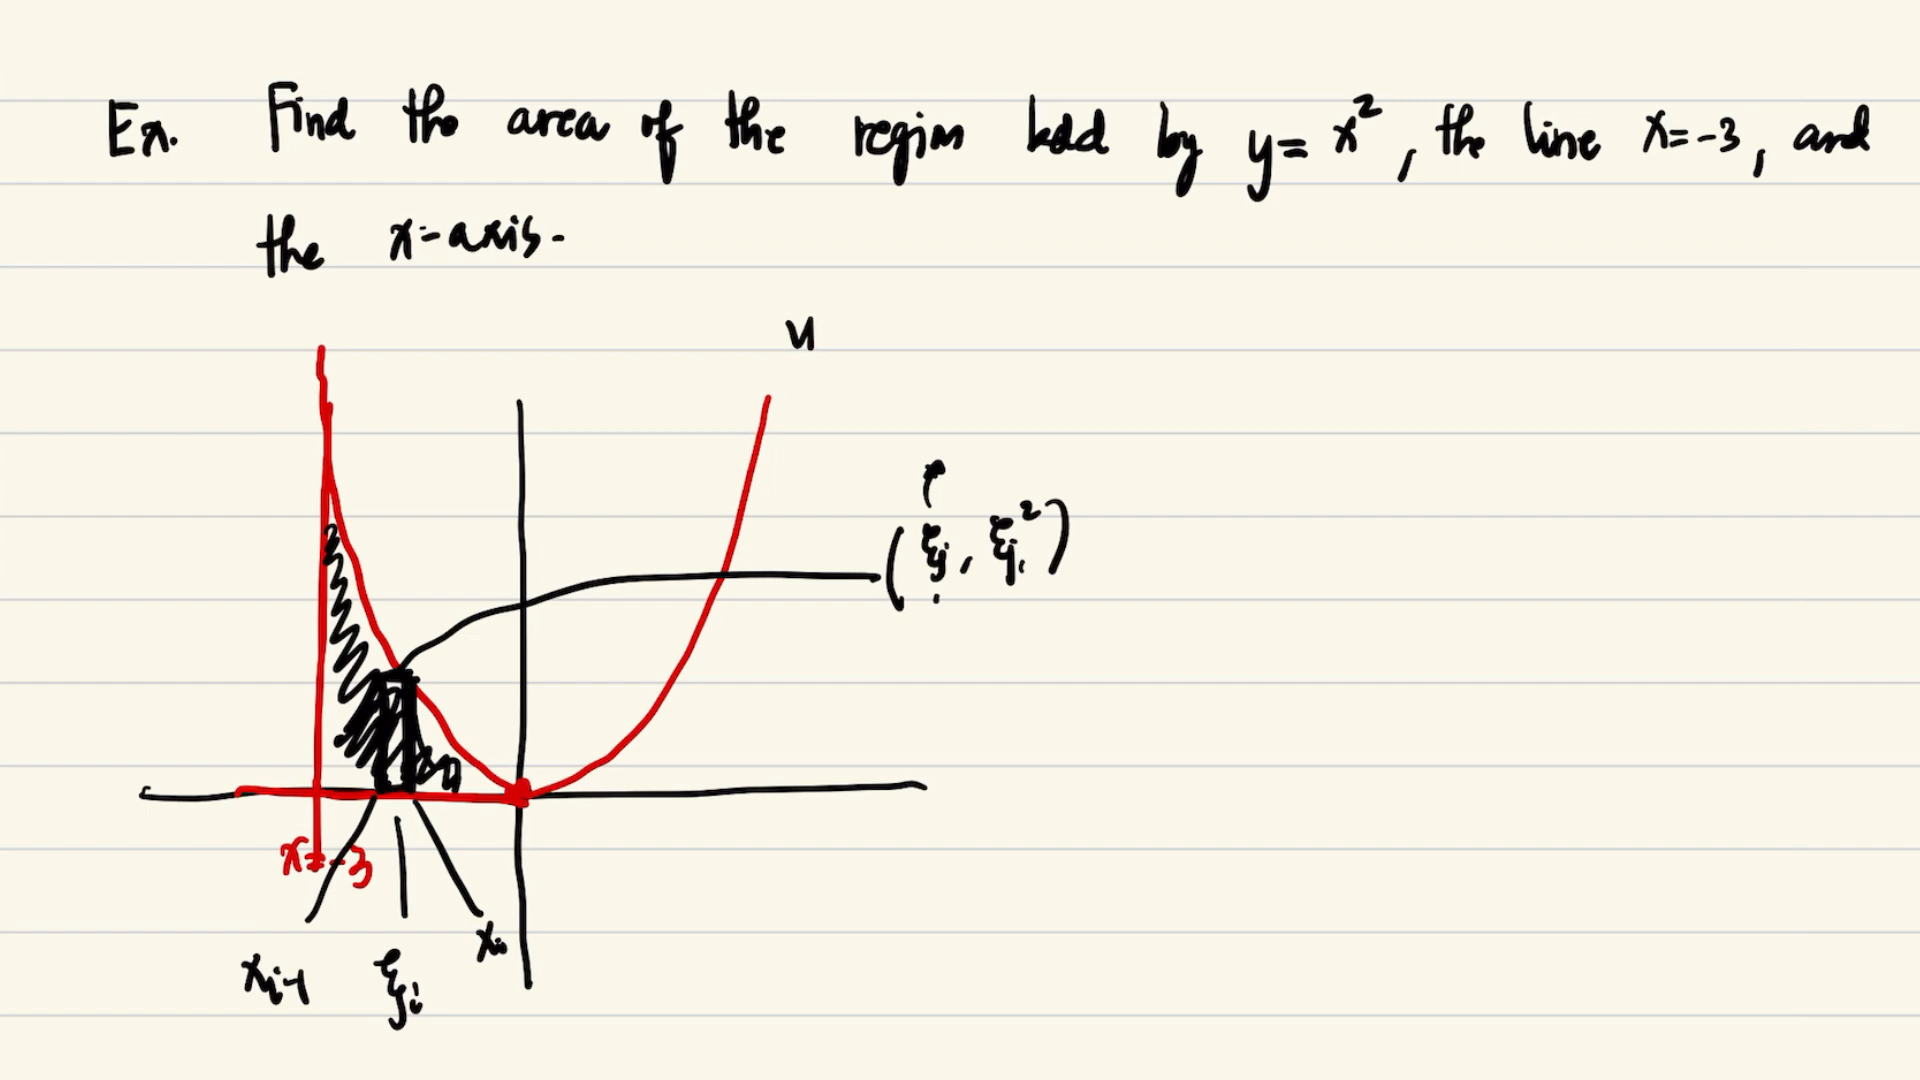 Ex. Find the area of the region bdd by y = x², the line x = -3, and
the x-axis.
(ξi, ξi²)
x = -3
xi-1 ξi xi